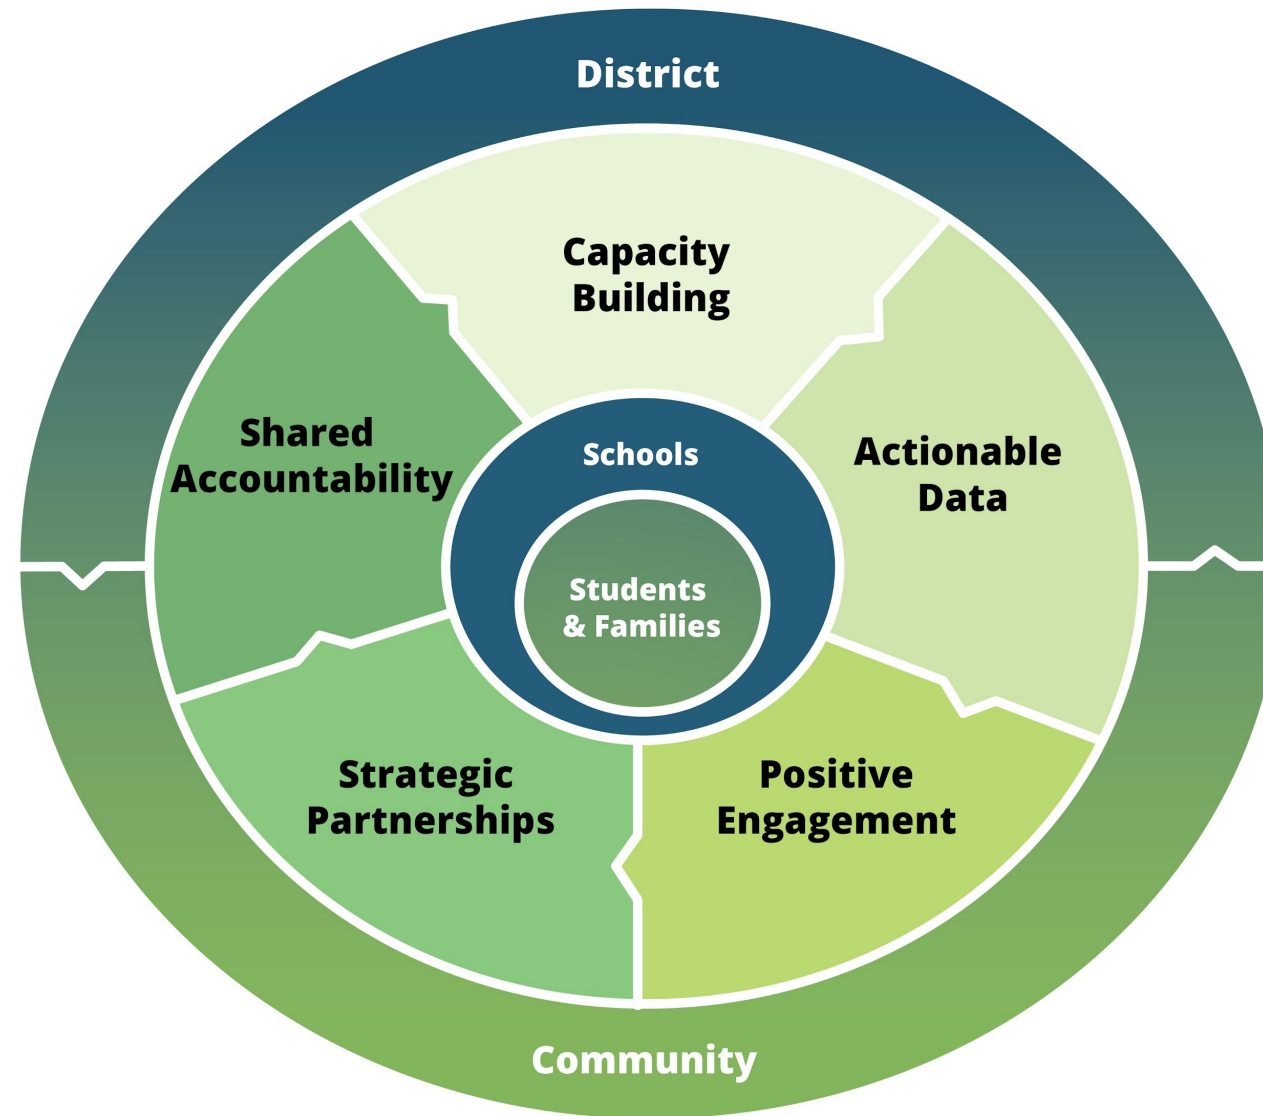 District
Capacity
Building
Shared
Accountability
Schools
Actionable
Data
Students
& Families
Strategic
Partnerships
Positive
Engagement
Community